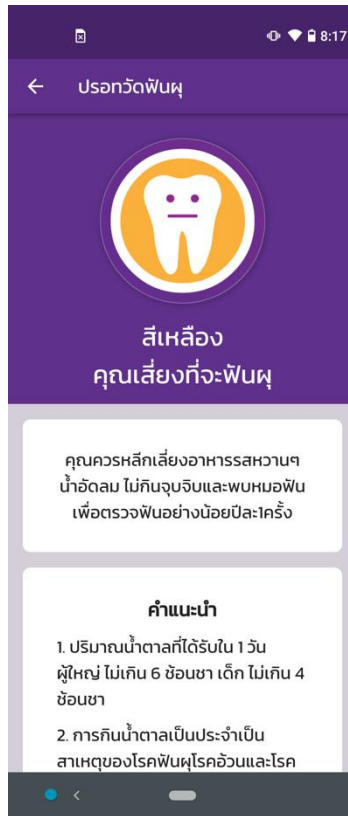 8:17
ปรอทวัดฟันผุ
สีเหลือง
คุณเสี่ยงที่จะฟันผุ
คุณควรหลีกเลี่ยงอาหารรสหวานๆ
น้ำอัดลม ไม่กินจุบจิบและพบหมอฟัน
เพื่อตรวจฟันอย่างน้อยปีละ1ครั้ง
คำแนะนำ
1. ปริมาณน้ำตาลที่ได้รับใน 1 วัน
ผู้ใหญ่ ไม่เกิน 6 ช้อนชา เด็ก ไม่เกิน 4
ช้อนชา
2. การกินน้ำตาลเป็นประจำเป็น
สาเหตุของโรคฟันผุโรคอ้วนและโรค